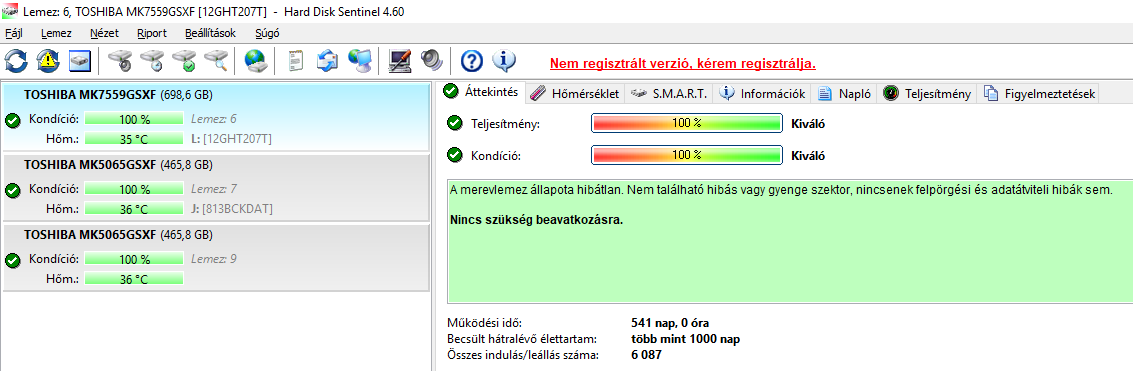 Lemez: 6, TOSHIBA MK7559GSXF [12GHT207T] - Hard Disk Sentinel 4.60
Fájl Lemez Nézet Riport Beállítások Súgó
Nem regisztrált verzió, kérem regisztrálja.
TOSHIBA MK7559GSXF (698,6 GB)
Kondíció: 100 % Lemez: 6
Hőm.: 35 °C L: [12GHT207T]
TOSHIBA MK5065GSXF (465,8 GB)
Kondíció: 100 % Lemez: 7
Hőm.: 36 °C J: [813BCKDAT]
TOSHIBA MK5065GSXF (465,8 GB)
Kondíció: 100 % Lemez: 9
Hőm.: 36 °C
Áttekintés Hőmérséklet S.M.A.R.T. Információk Napló Teljesítmény Figyelmeztetések
Teljesítmény: 100 % Kiváló
Kondíció: 100 % Kiváló
A merevlemez állapota hibátlan. Nem található hibás vagy gyenge szektor, nincsenek felpörgési és adatátviteli hibák sem.
Nincs szükség beavatkozásra.
Működési idő: 541 nap, 0 óra
Becsült hátralévő élettartam: több mint 1000 nap
Összes indulás/leállás száma: 6 087